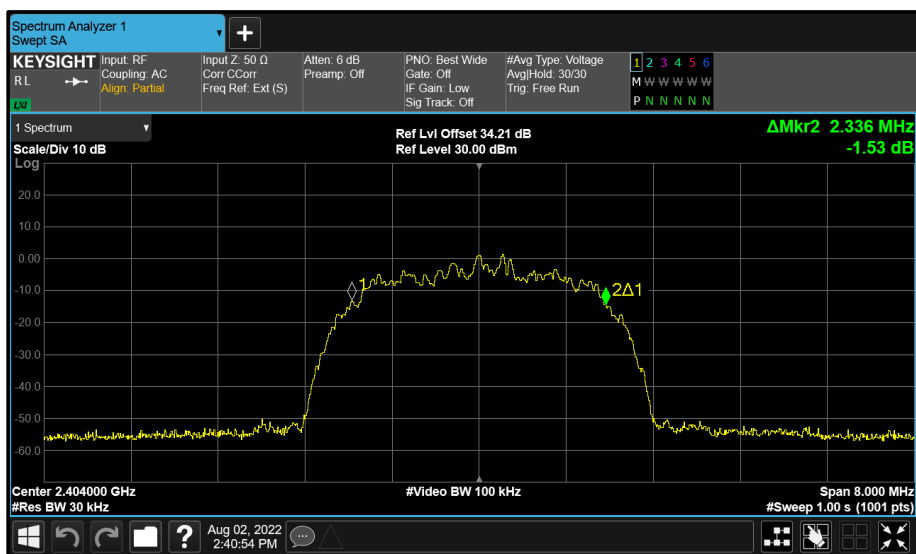 Spectrum Analyzer 1
Swept SA
KEYSIGHT
R L
LXI
Input: RF
Coupling: AC
Align: Partial
Input Z: 50 Ω
Corr CCorr
Freq Ref: Ext (S)
Atten: 6 dB
Preamp: Off
PNO: Best Wide
Gate: Off
IF Gain: Low
Sig Track: Off
#Avg Type: Voltage
Avg|Hold: 30/30
Trig: Free Run
1 2 3 4 5 6
M W W W W W
P N N N N N
1 Spectrum
Scale/Div 10 dB
Ref Lvl Offset 34.21 dB
Ref Level 30.00 dBm
ΔMkr2 2.336 MHz
-1.53 dB
Log
20.0
10.0
0.00
-10.0
-20.0
-30.0
-40.0
-50.0
-60.0
1
2Δ1
Center 2.404000 GHz
#Video BW 100 kHz
Span 8.000 MHz
#Res BW 30 kHz
#Sweep 1.00 s (1001 pts)
Aug 02, 2022
2:40:54 PM